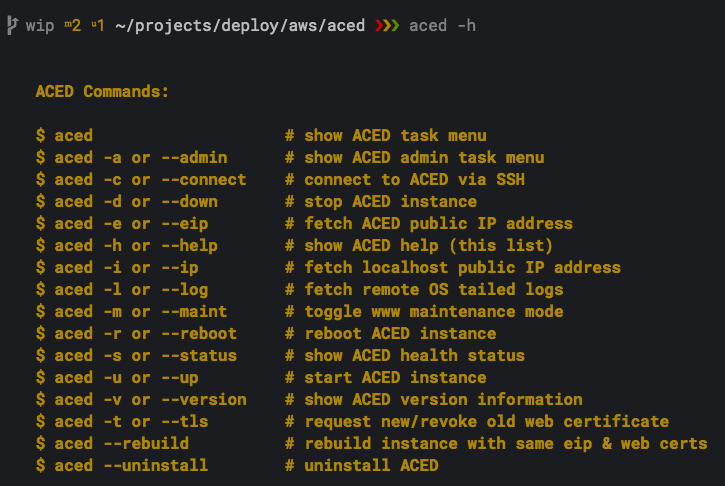 wip ᵐ2 ᵘ1 ~/projects/deploy/aws/aced ❯❯❯ aced -h
ACED Commands:
$ aced # show ACED task menu
$ aced -a or --admin # show ACED admin task menu
$ aced -c or --connect # connect to ACED via SSH
$ aced -d or --down # stop ACED instance
$ aced -e or --eip # fetch ACED public IP address
$ aced -h or --help # show ACED help (this list)
$ aced -i or --ip # fetch localhost public IP address
$ aced -l or --log # fetch remote OS tailed logs
$ aced -m or --maint # toggle www maintenance mode
$ aced -r or --reboot # reboot ACED instance
$ aced -s or --status # show ACED health status
$ aced -u or --up # start ACED instance
$ aced -v or --version # show ACED version information
$ aced -t or --tls # request new/revoke old web certificate
$ aced --rebuild # rebuild instance with same eip & web certs
$ aced --uninstall # uninstall ACED